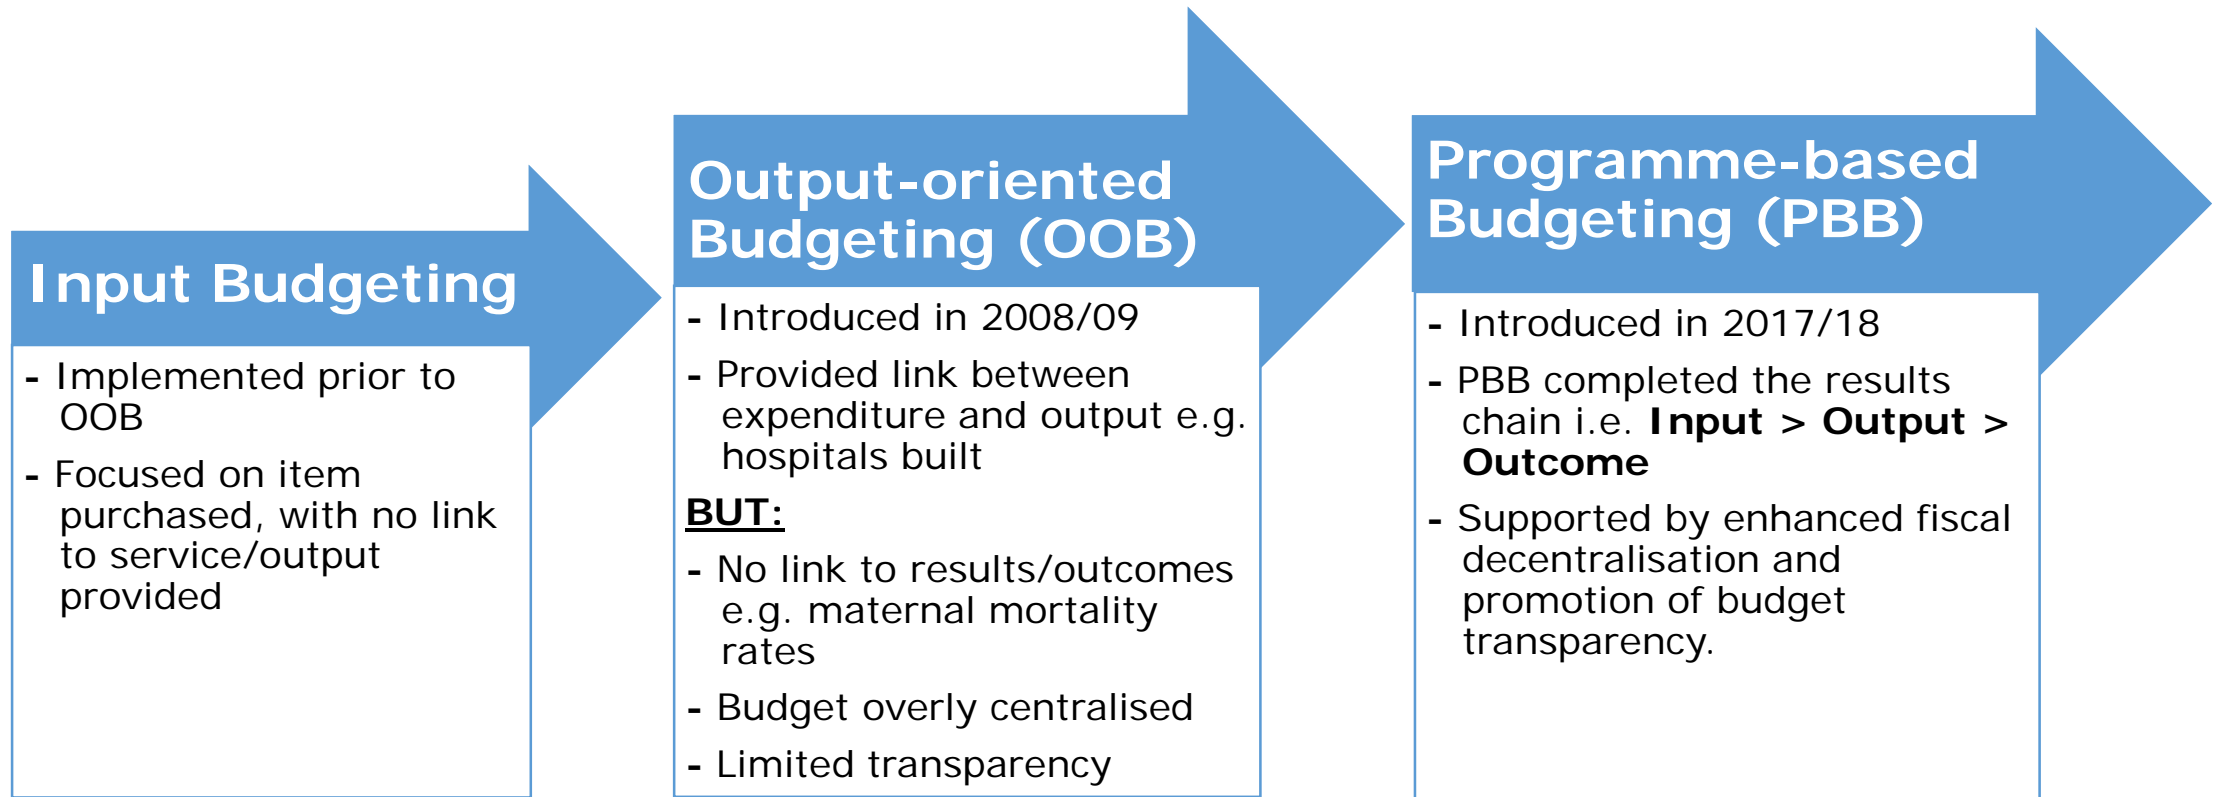 Input Budgeting
- Implemented prior to
OOB
- Focused on item
purchased, with no link
to service/output
provided
Output-oriented
Budgeting (OOB)
- Introduced in 2008/09
- Provided link between
expenditure and output e.g.
hospitals built
BUT:
- No link to results/outcomes
e.g. maternal mortality
rates
- Budget overly centralised
- Limited transparency
Programme-based
Budgeting (PBB)
- Introduced in 2017/18
- PBB completed the results
chain i.e. Input > Output >
Outcome
- Supported by enhanced fiscal
decentralisation and
promotion of budget
transparency.